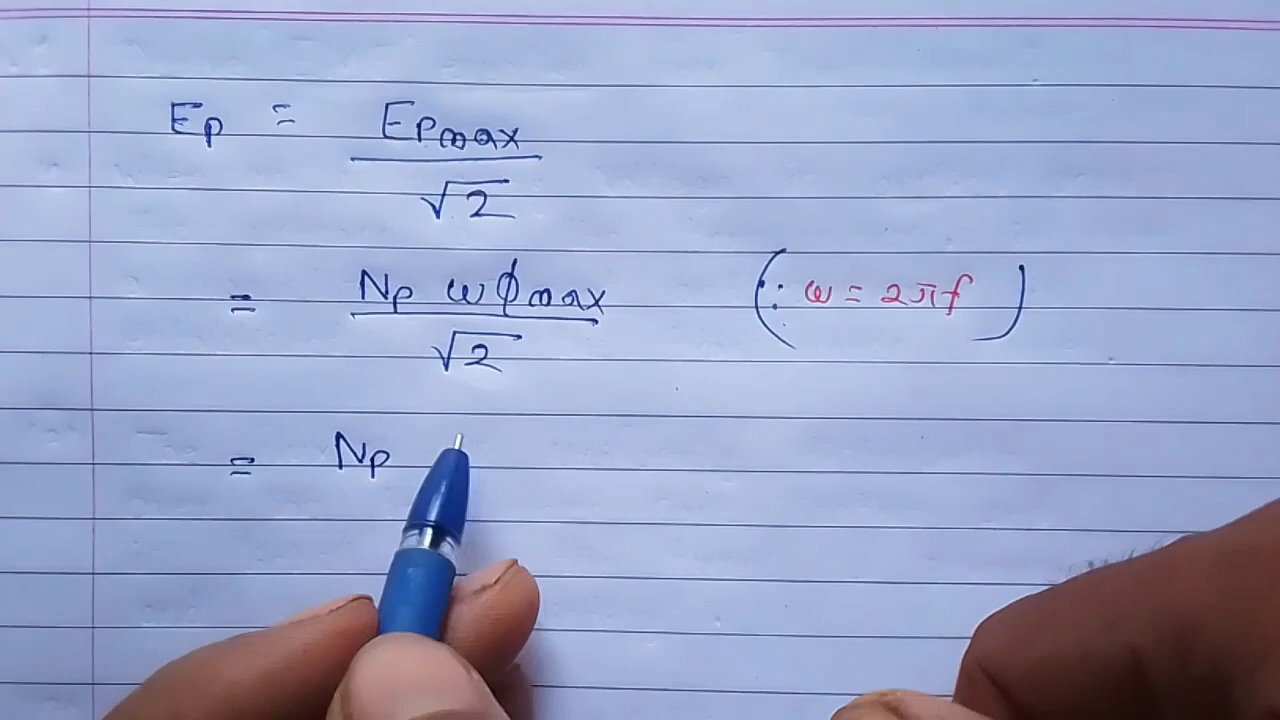 Ep = Epmax / √2
= Np ωϕmax / √2 (∵ ω = 2πf)
= Np